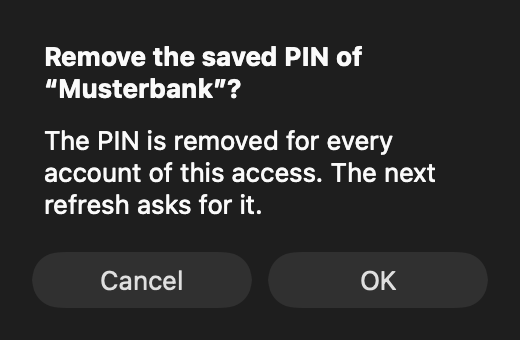 Remove the saved PIN of
“Musterbank”?
The PIN is removed for every
account of this access. The next
refresh asks for it.
Cancel OK